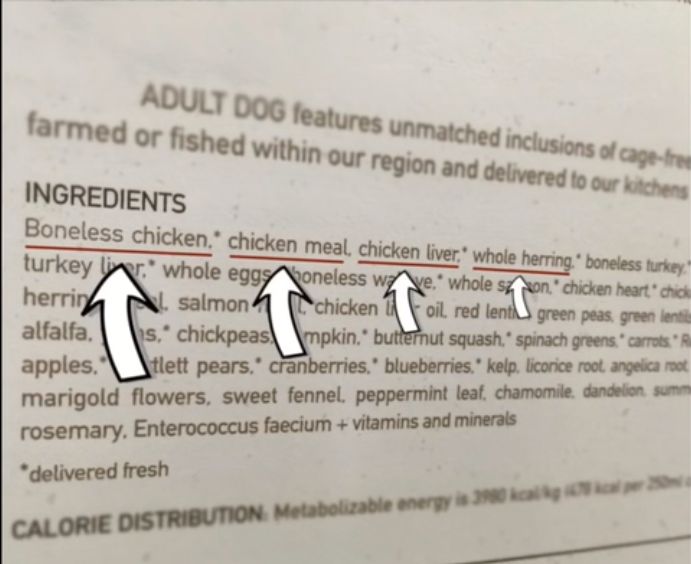 ADULT DOG features unmatched inclusions of cage-free
farmed or fished within our region and delivered to our kitchens
INGREDIENTS
Boneless chicken,* chicken meal, chicken liver,* whole herring,* boneless turkey,*
turkey liver,* whole eggs, boneless * whole * chicken heart,*
salmon chicken oil, red green peas, green
alfalfa, chickpeas, butternut squash,* spinach greens,* carrots,*
apples,* pears,* cranberries,* blueberries,* kelp, licorice root, angelica root,
marigold flowers, sweet fennel, peppermint leaf, chamomile, dandelion,
rosemary, Enterococcus faecium + vitamins and minerals
*delivered fresh
CALORIE DISTRIBUTION: Metabolizable energy is 3980 kcal/kg (478 kcal per 250ml